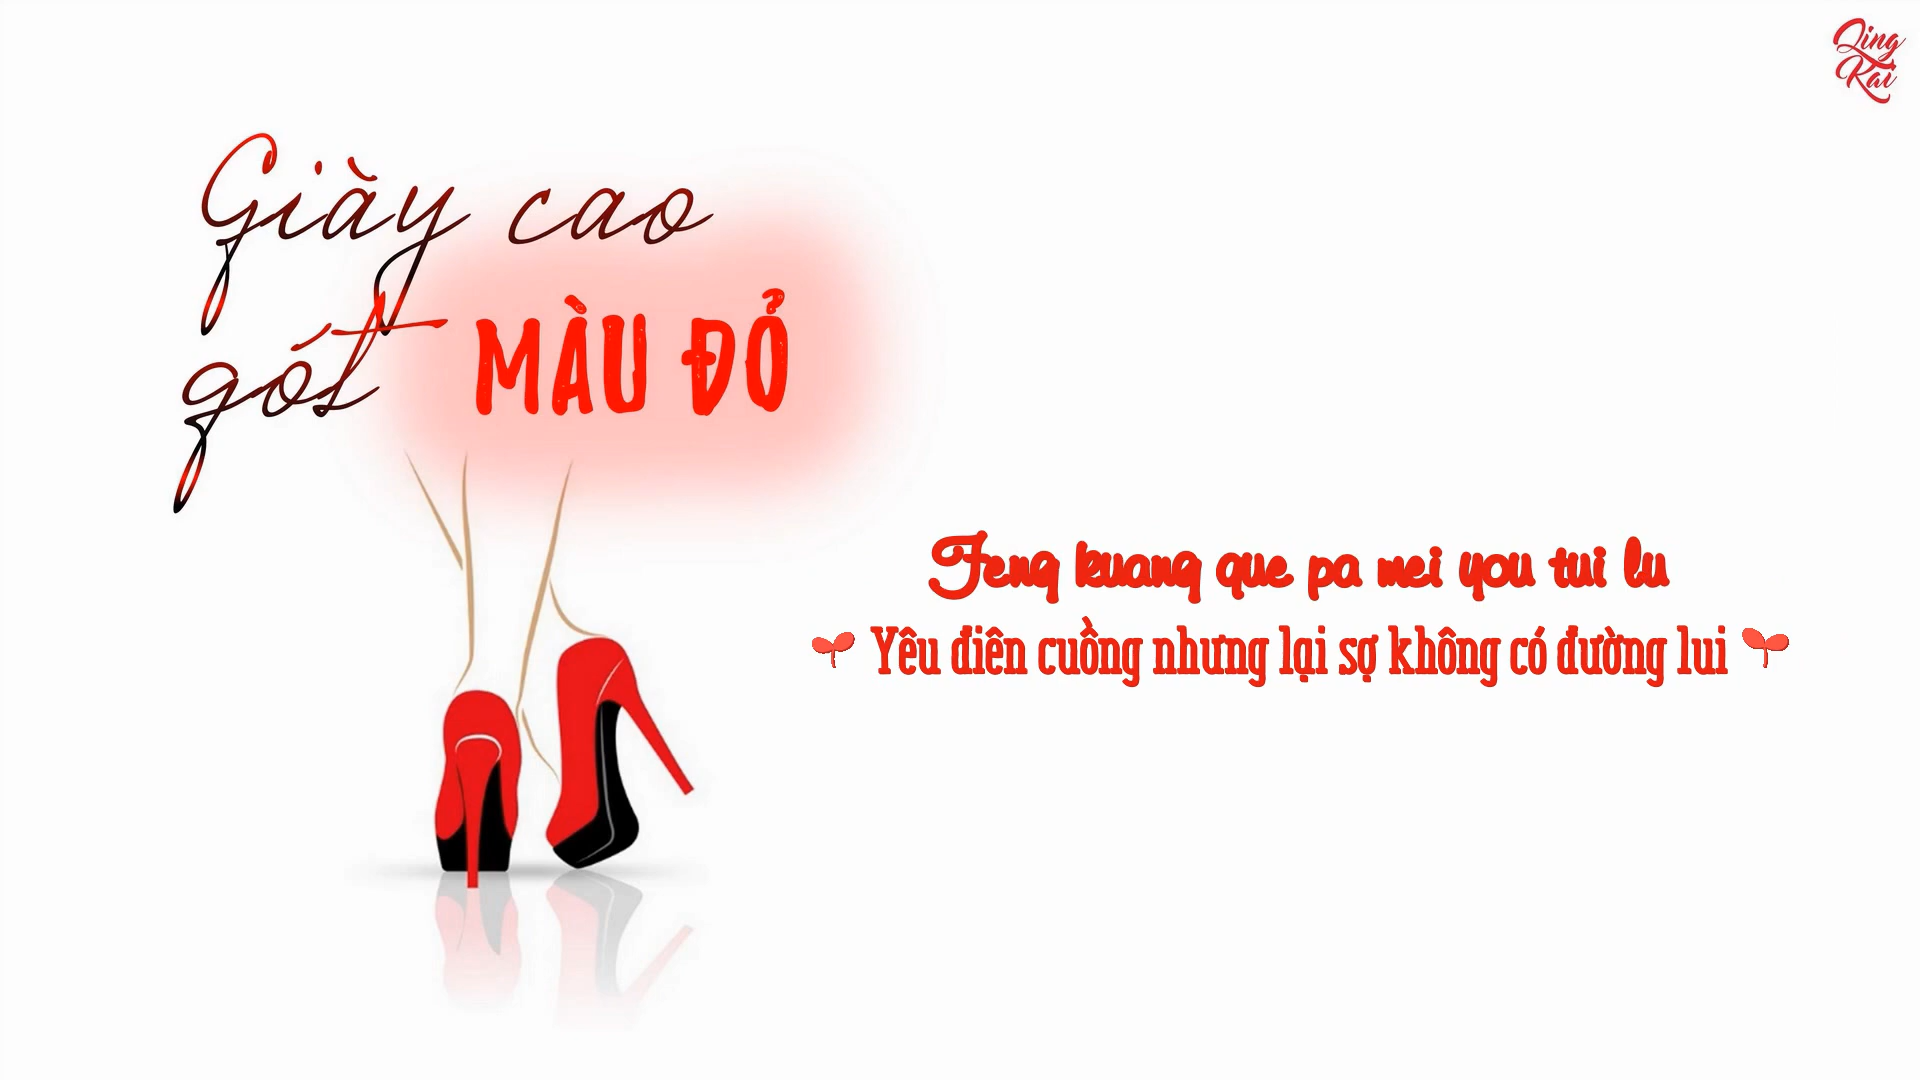 Qing
Kai
Giày cao
gót MÀU ĐỎ
Feng kuang que pa mei you tui lu
Yêu điên cuồng nhưng lại sợ không có đường lui